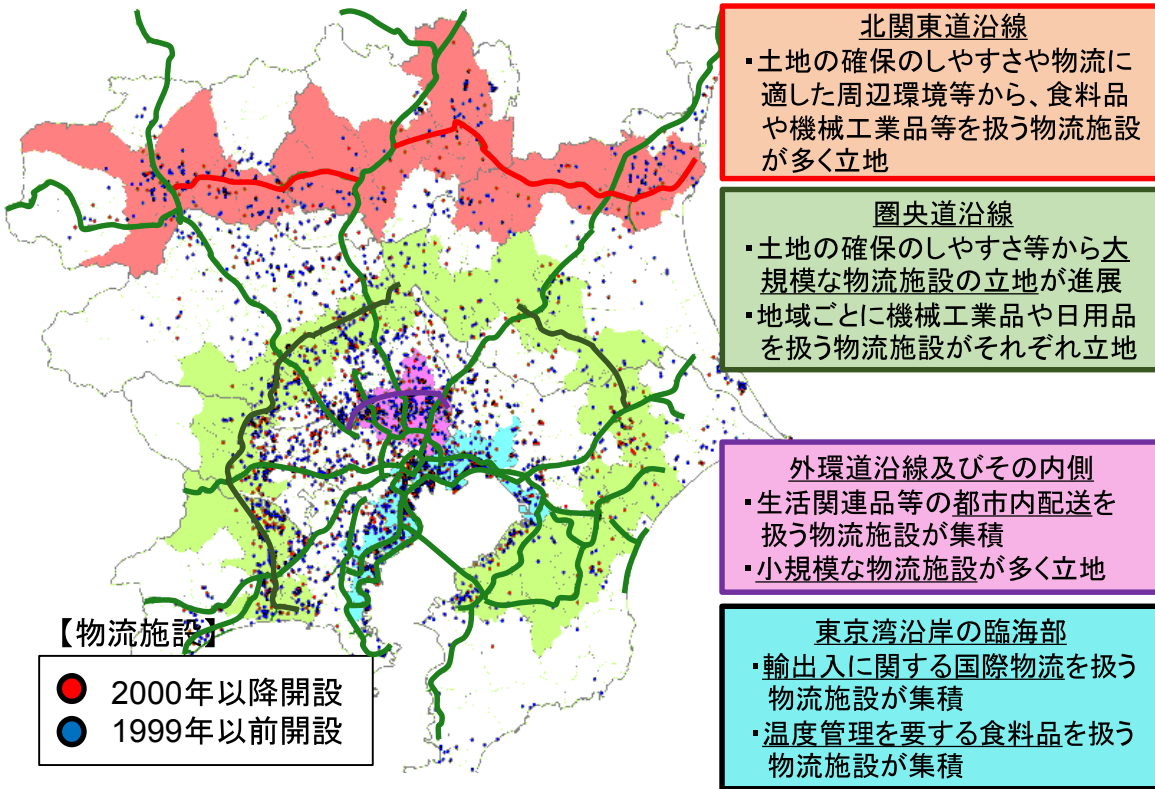 北関東道沿線
・土地の確保のしやすさや物流に
適した周辺環境等から、食料品
や機械工業品等を扱う物流施設
が多く立地
圏央道沿線
・土地の確保のしやすさ等から大
規模な物流施設の立地が進展
・地域ごとに機械工業品や日用品
を扱う物流施設がそれぞれ立地
外環道沿線及びその内側
・生活関連品等の都市内配送を
扱う物流施設が集積
・小規模な物流施設が多く立地
東京湾沿岸の臨海部
・輸出入に関する国際物流を扱う
物流施設が集積
・温度管理を要する食料品を扱う
物流施設が集積
【物流施設】
2000年以降開設
1999年以前開設